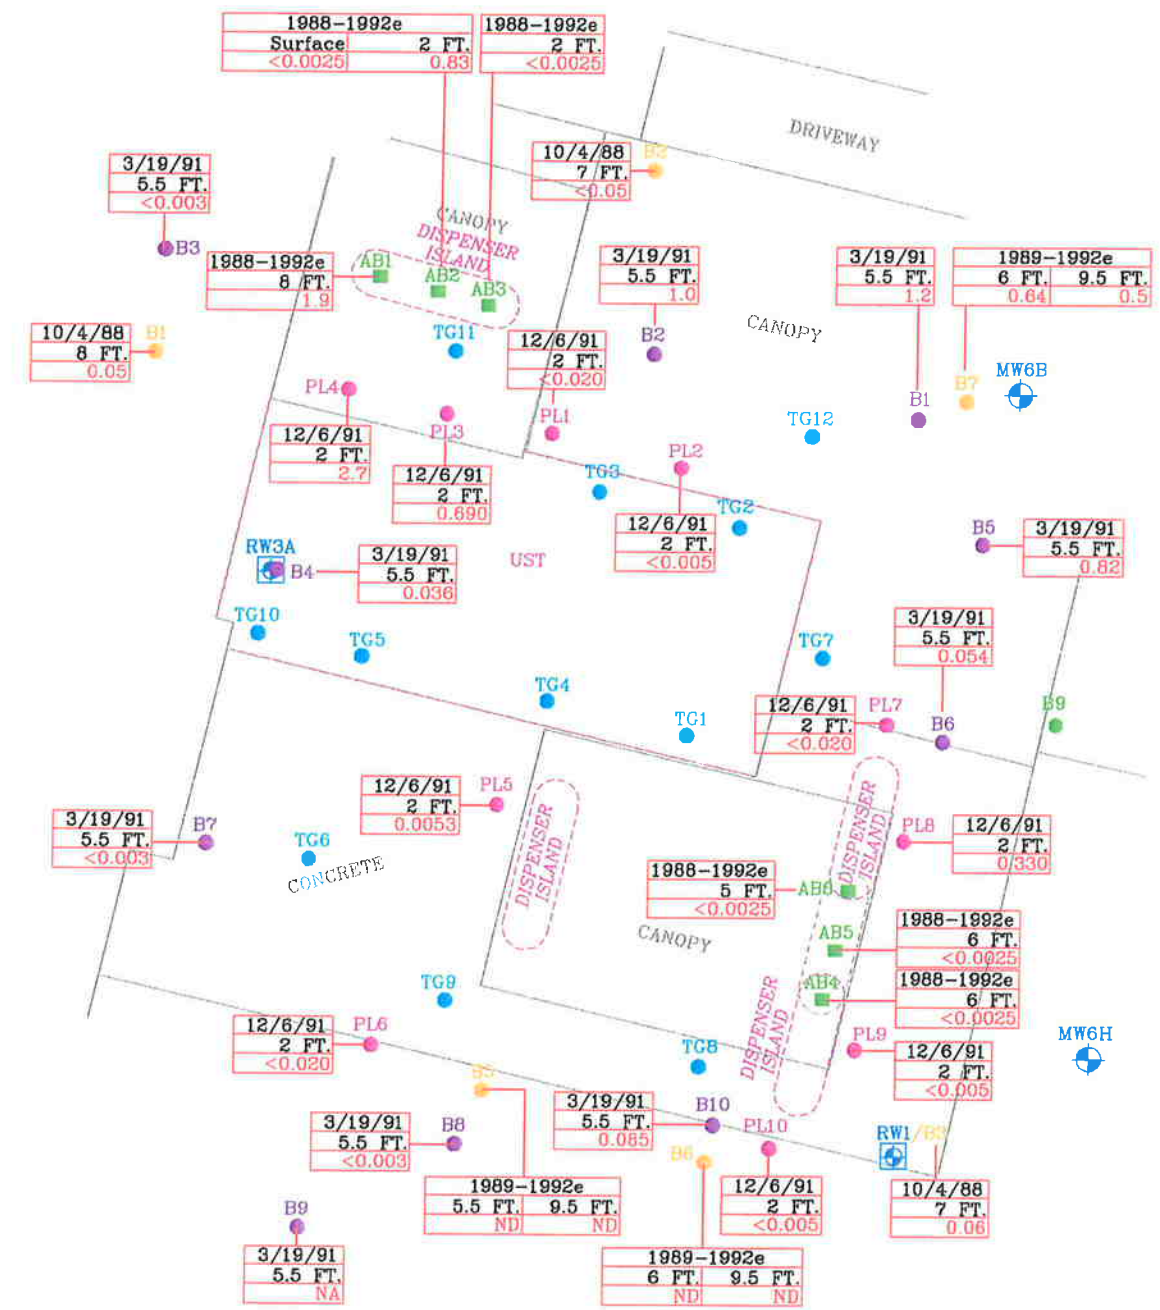 1988-1992e
Surface 2 FT.
<0.0025 0.83
1988-1992e
2 FT.
<0.0025
DRIVEWAY
10/4/88
7 FT.
<0.05
3/19/91
5.5 FT.
<0.003
B3
CANOPY
DISPENSER
ISLAND
1988-1992e
8 FT.
1.9
AB1
AB2
AB3
3/19/91
5.5 FT.
1.0
B2
CANOPY
3/19/91
5.5 FT.
1.2
B1
1989-1992e
6 FT. 9.5 FT.
0.64 0.5
B7
MW6B
10/4/88
8 FT.
0.05
B1
TG11
12/6/91
2 FT.
<0.020
PL1
PL4
12/6/91
2 FT.
2.7
PL3
12/6/91
2 FT.
0.690
TG12
PL2
12/6/91
2 FT.
<0.005
TG3
TG2
B5
3/19/91
5.5 FT.
0.82
RW3A
B4
3/19/91
5.5 FT.
0.036
UST
TG10
TG5
TG7
3/19/91
5.5 FT.
0.054
B6
TG4
TG1
12/6/91
2 FT.
<0.020
PL7
B9
12/6/91
2 FT.
0.0053
PL5
3/19/91
5.5 FT.
<0.003
B7
TG6
CONCRETE
DISPENSER
ISLAND
DISPENSER
ISLAND
PL8
12/6/91
2 FT.
0.330
1988-1992e
5 FT.
<0.0025
CANOPY
AB5
1988-1992e
6 FT.
<0.0025
AB4
1988-1992e
6 FT.
<0.0025
TG9
DISPENSER
ISLAND
12/6/91
2 FT.
<0.020
PL6
TG8
PL9
12/6/91
2 FT.
<0.005
MW6H
B5
3/19/91
5.5 FT.
<0.003
B8
3/19/91
5.5 FT.
0.085
B10
PL10
B6
RW1
1989-1992e
5.5 FT. 9.5 FT.
ND ND
12/6/91
2 FT.
<0.005
10/4/88
7 FT.
0.06
B9
3/19/91
5.5 FT.
NA
1989-1992e
6 FT. 9.5 FT.
ND ND